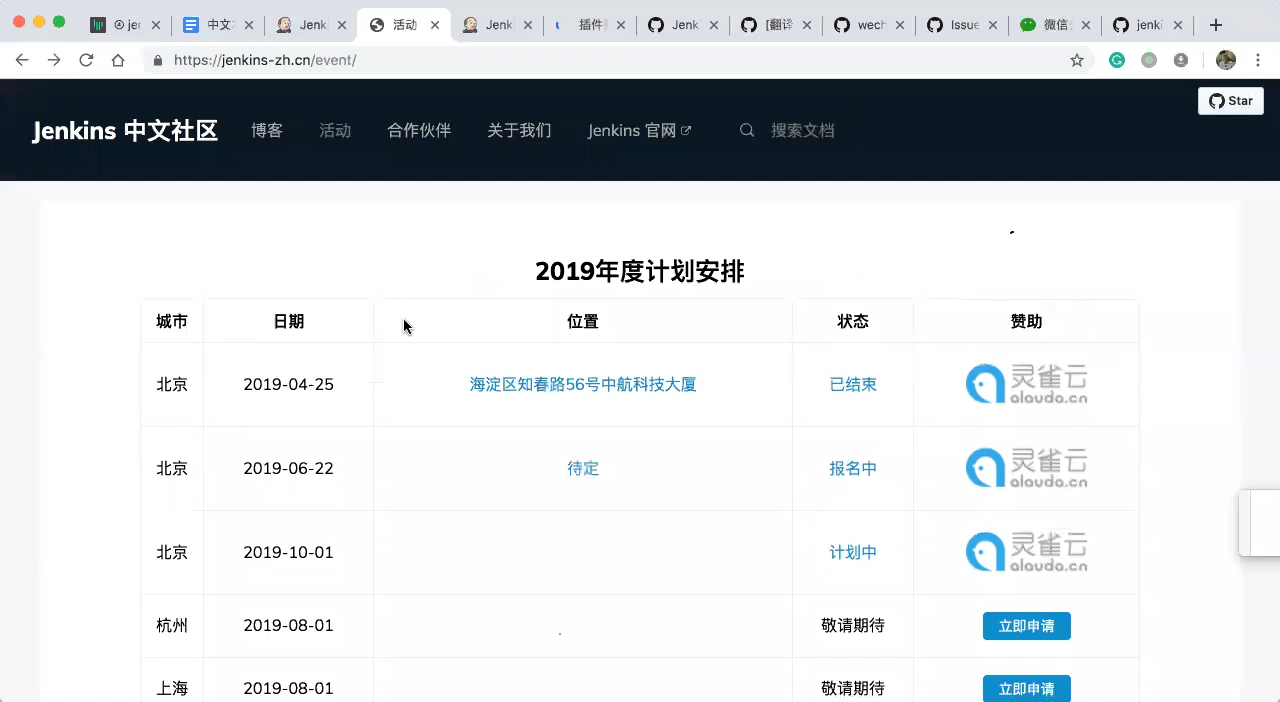 jer
中文
Jenk
活动
Jenk
插件
Jenk
[翻译
wech
Issue
微信
jenki
https://jenkins-zh.cn/event/
Star
Jenkins 中文社区 博客 活动 合作伙伴 关于我们 Jenkins 官网 搜索文档
2019年度计划安排
城市 日期 位置 状态 赞助
北京 2019-04-25 海淀区知春路56号中航科技大厦 已结束 灵雀云 alauda.cn
北京 2019-06-22 待定 报名中 灵雀云 alauda.cn
北京 2019-10-01 计划中 灵雀云 alauda.cn
杭州 2019-08-01 敬请期待 立即申请
上海 2019-08-01 敬请期待 立即申请